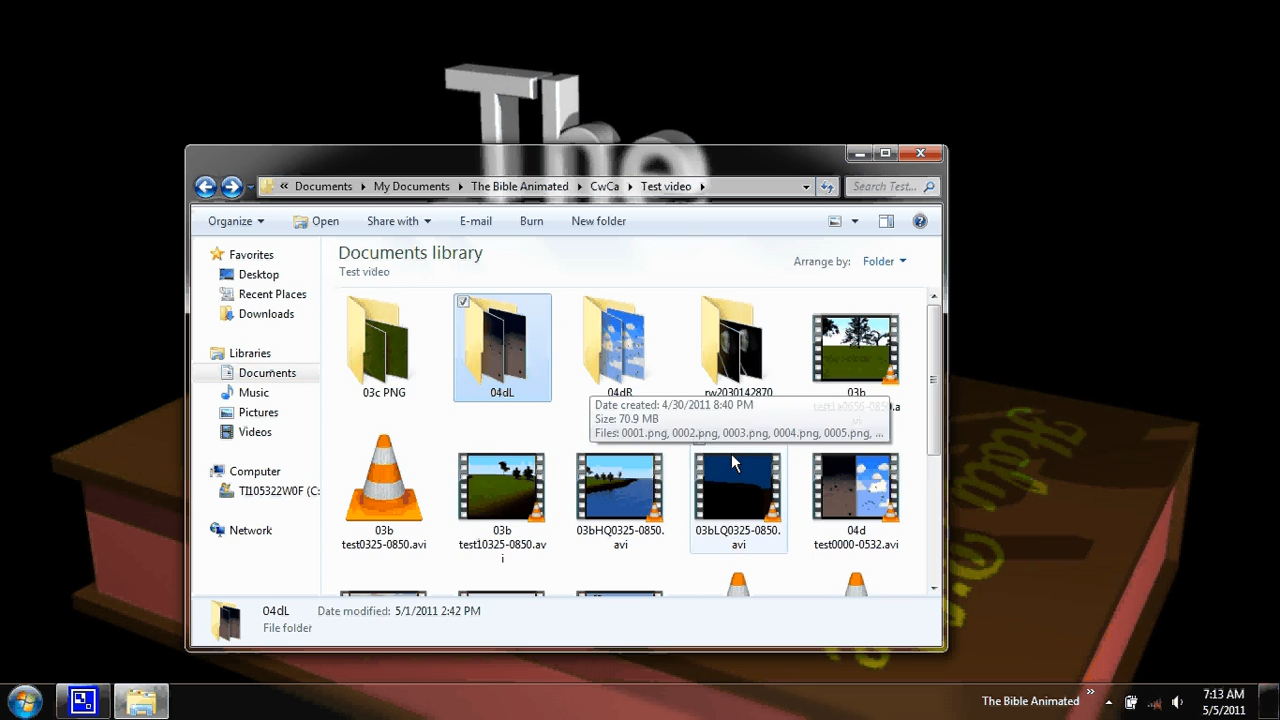 The
« Documents ▸ My Documents ▸ The Bible Animated ▸ CwCa ▸ Test video ▸
Search Test...
Organize Open Share with E-mail Burn New folder
Favorites
Desktop
Recent Places
Downloads
Libraries
Documents
Music
Pictures
Videos
Computer
TI105322W0F (C:
Network
Documents library
Test video
Arrange by: Folder
03c PNG
04dL
04dR
rw2030142870
03b
Date created: 4/30/2011 8:40 PM
Size: 70.9 MB
Files: 0001.png, 0002.png, 0003.png, 0004.png, 0005.png, ...
03b
test0325-0850.avi
03b
test10325-0850.av
i
03bHQ0325-0850.
avi
03bLQ0325-0850.
avi
04d
test0000-0532.avi
04dL Date modified: 5/1/2011 2:42 PM
File folder
Holy
The Bible Animated
7:13 AM
5/5/2011